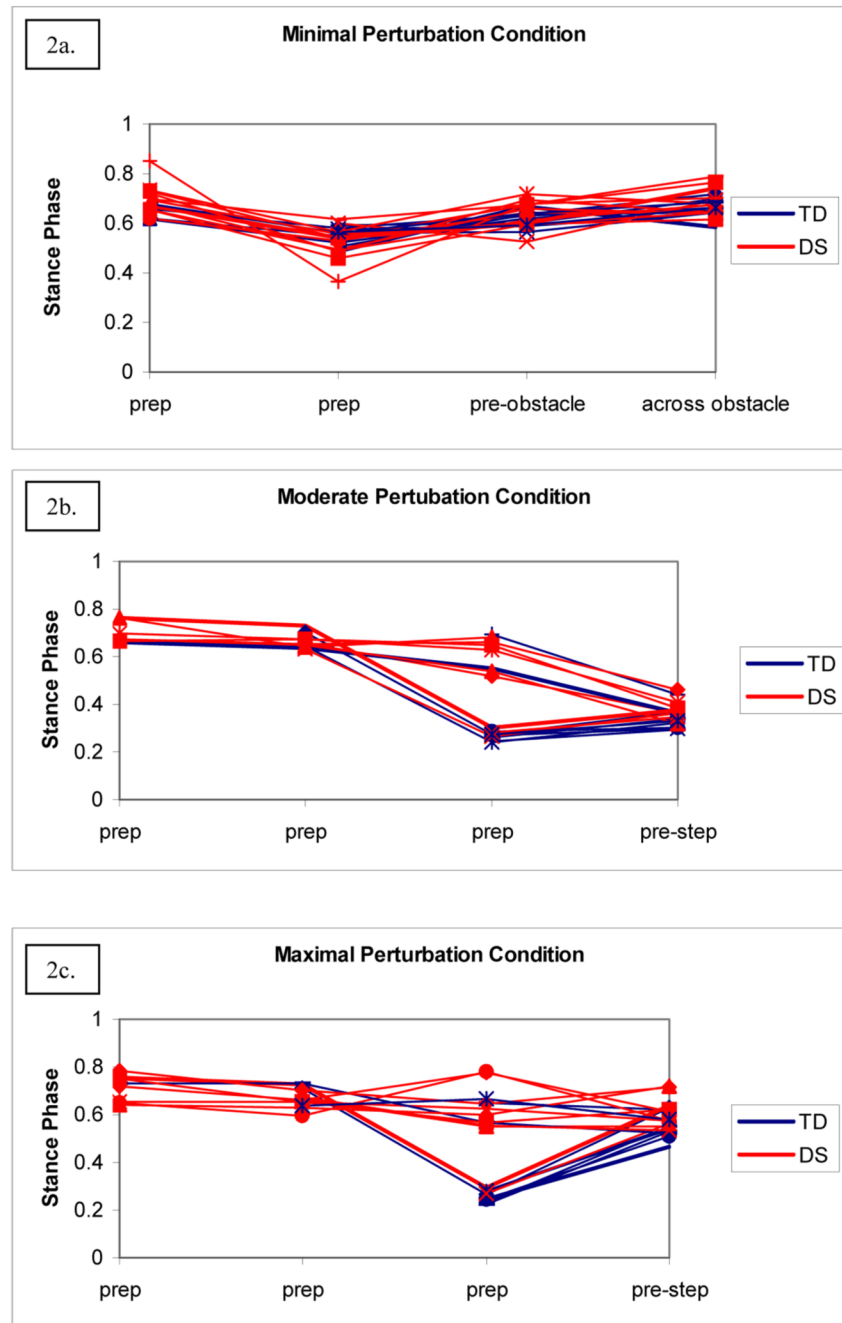 2a.
Minimal Perturbation Condition
Stance Phase
1
0.8
0.6
0.4
0.2
0
prep prep pre-obstacle across obstacle
TD
DS
2b.
Moderate Pertubation Condition
Stance Phase
1
0.8
0.6
0.4
0.2
0
prep prep prep pre-step
TD
DS
2c.
Maximal Perturbation Condition
Stance Phase
1
0.8
0.6
0.4
0.2
0
prep prep prep pre-step
TD
DS